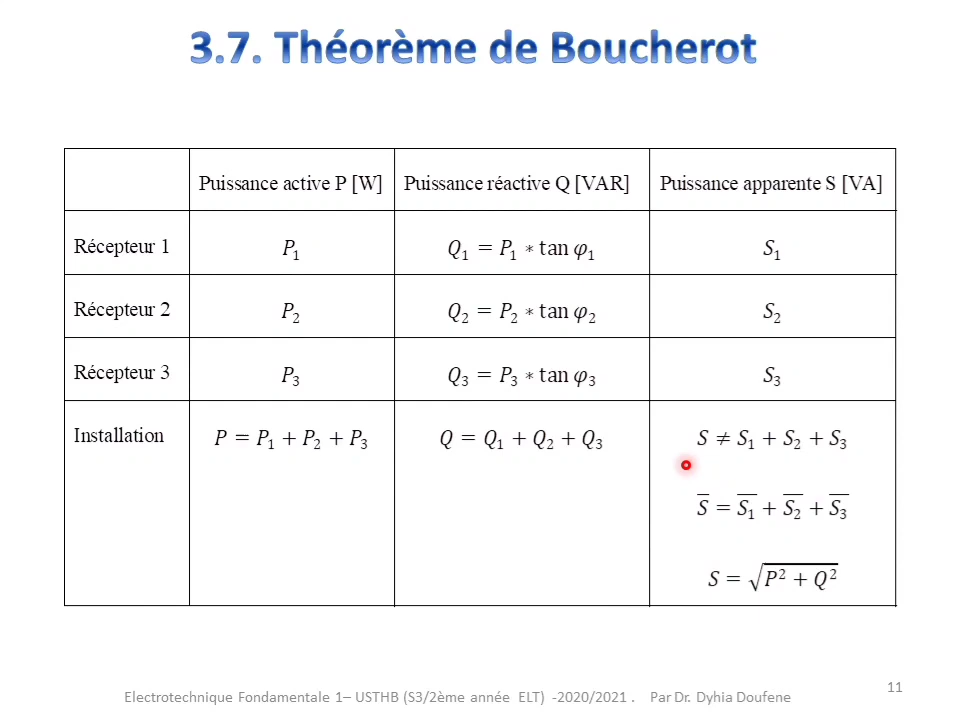 3.7. Théorème de Boucherot
Puissance active P [W] Puissance réactive Q [VAR] Puissance apparente S [VA]
Récepteur 1 P₁ Q₁ = P₁ ∗ tan φ₁ S₁
Récepteur 2 P₂ Q₂ = P₂ ∗ tan φ₂ S₂
Récepteur 3 P₃ Q₃ = P₃ ∗ tan φ₃ S₃
Installation P = P₁ + P₂ + P₃ Q = Q₁ + Q₂ + Q₃ S ≠ S₁ + S₂ + S₃
S̅ = S̅₁ + S̅₂ + S̅₃
S = √(P² + Q²)
Electrotechnique Fondamentale 1– USTHB (S3/2ème année ELT) -2020/2021 . Par Dr. Dyhia Doufene
11